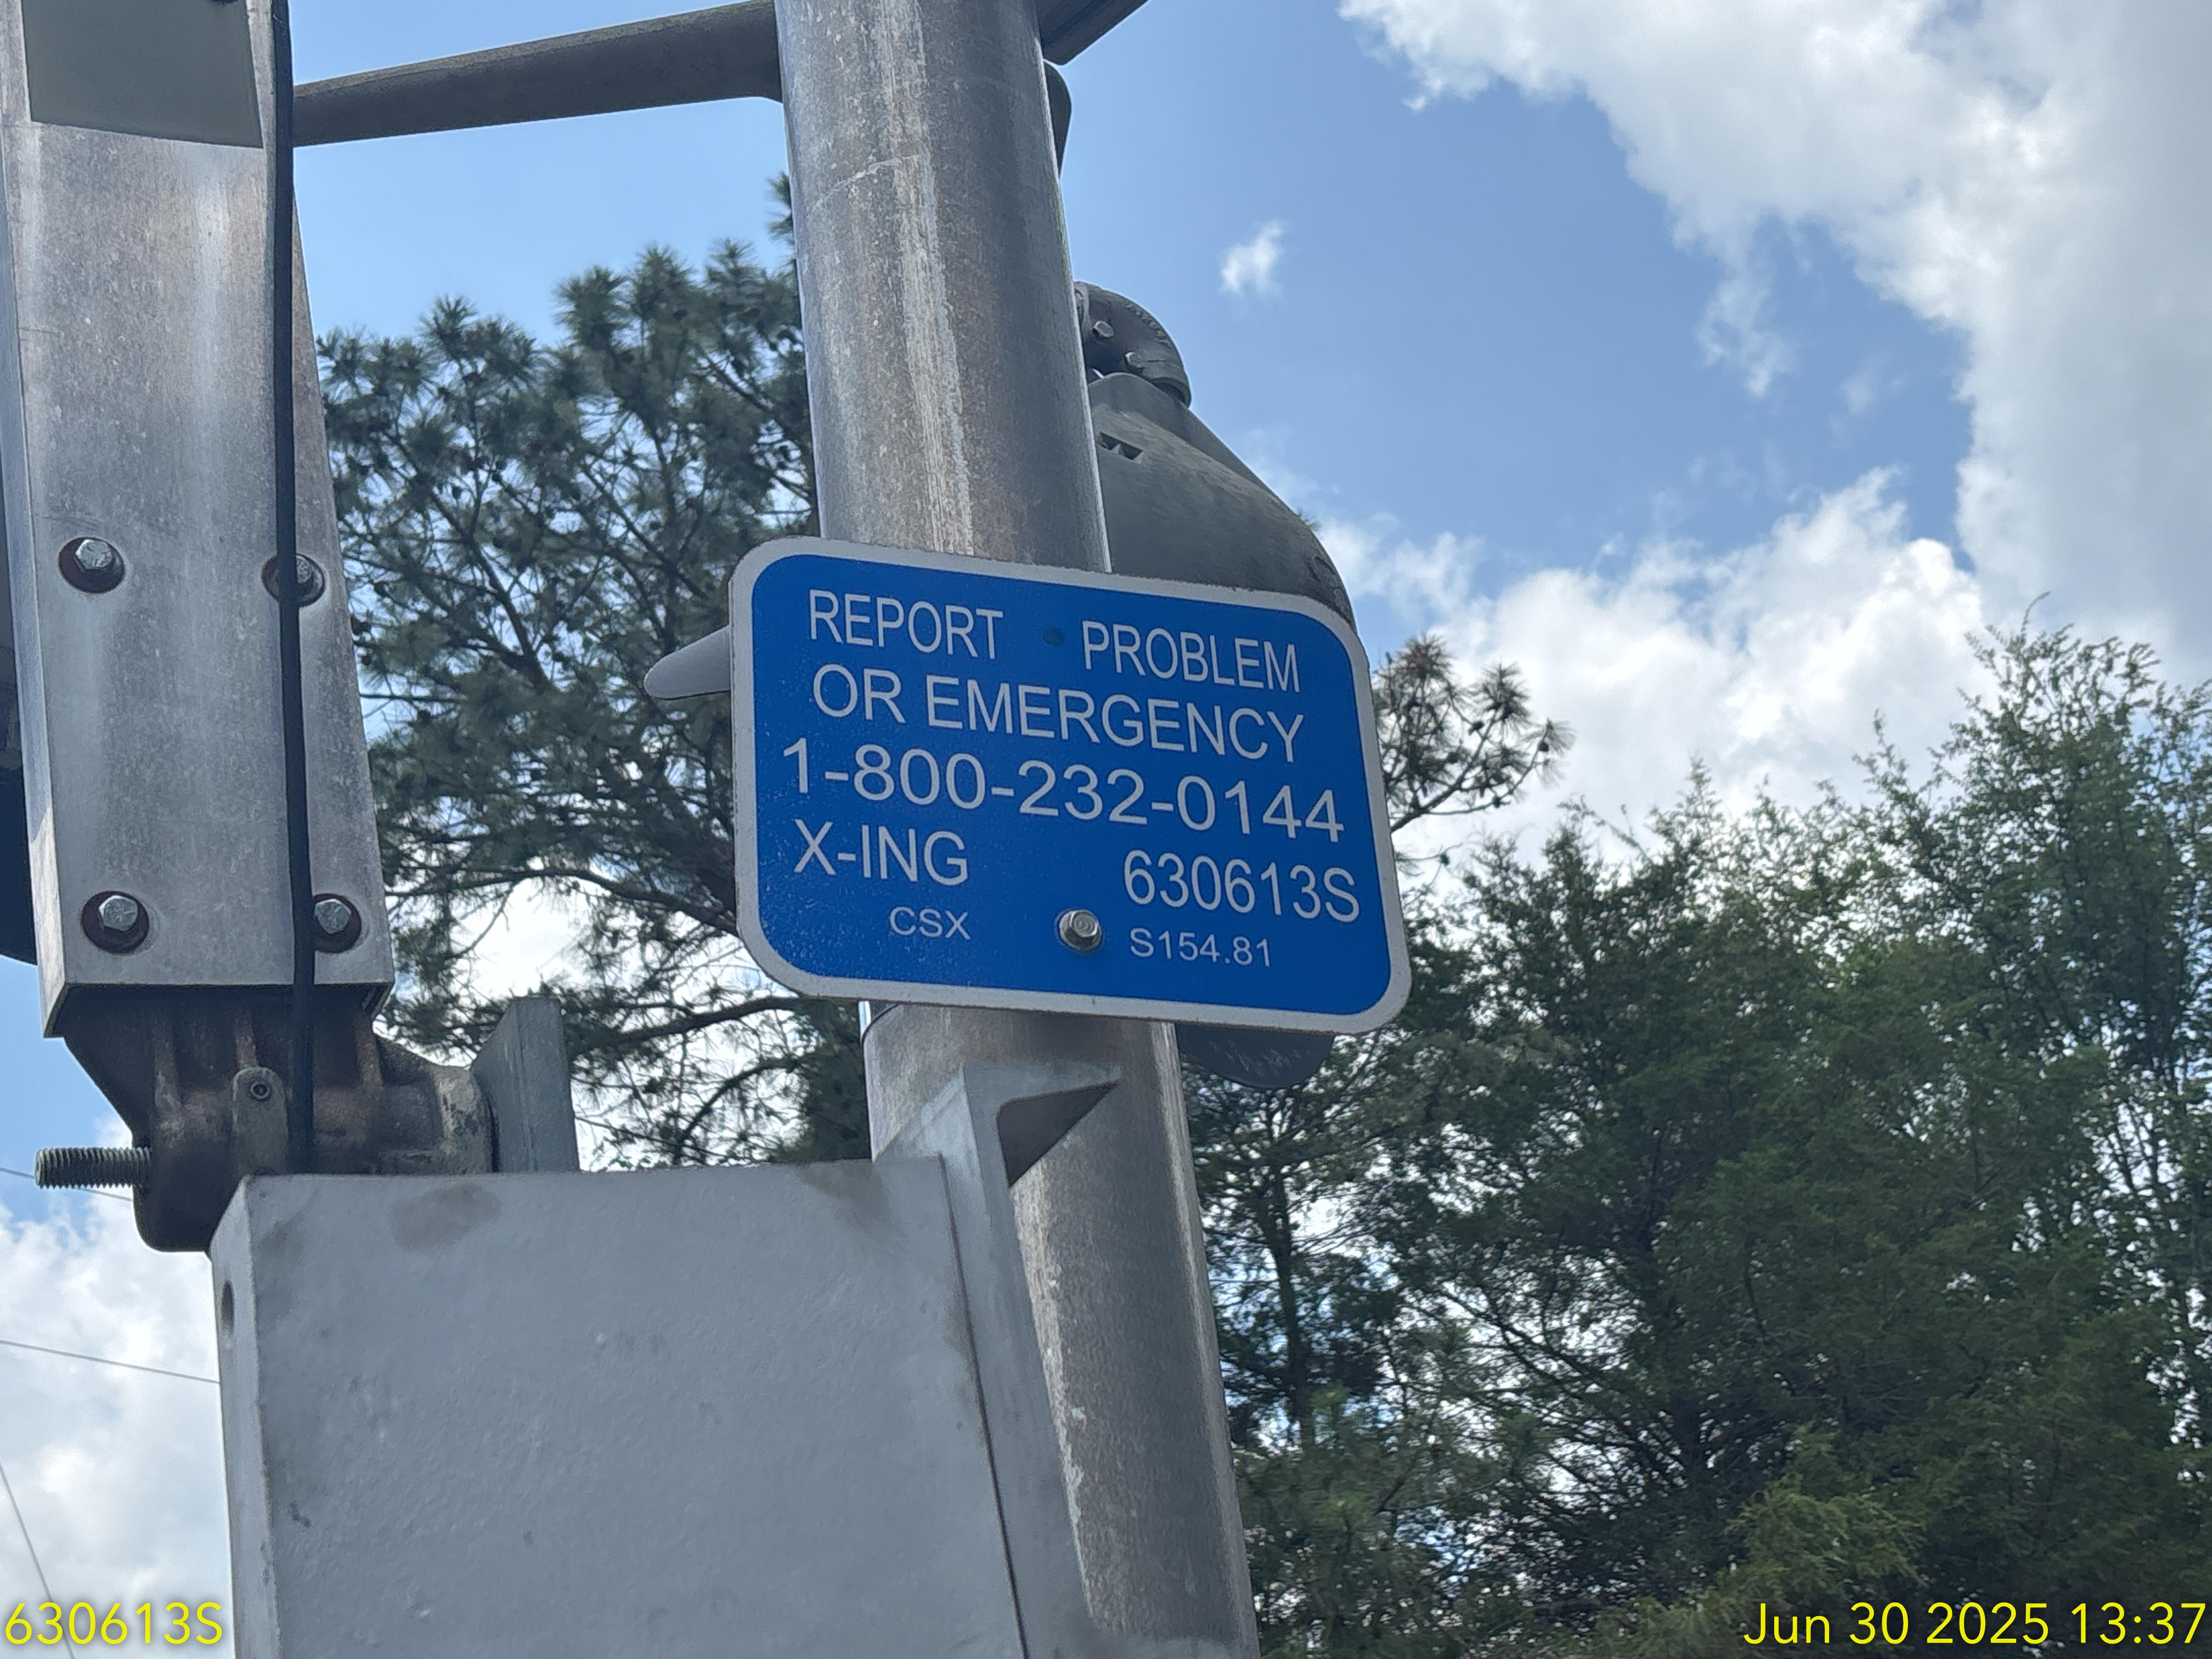 REPORT PROBLEM
OR EMERGENCY
1-800-232-0144
X-ING 630613S
CSX S154.81
630613S
Jun 30 2025 13:37